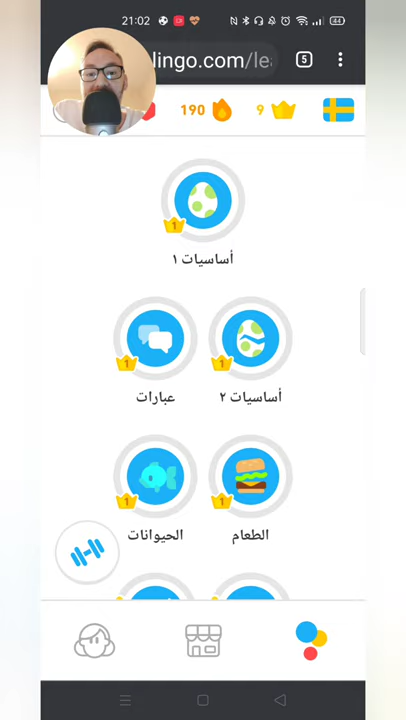 21:02
44
lingo.com/le
5
190
9
1
أساسيات ١
1
1
عبارات
أساسيات ٢
1
1
الحيوانات
الطعام